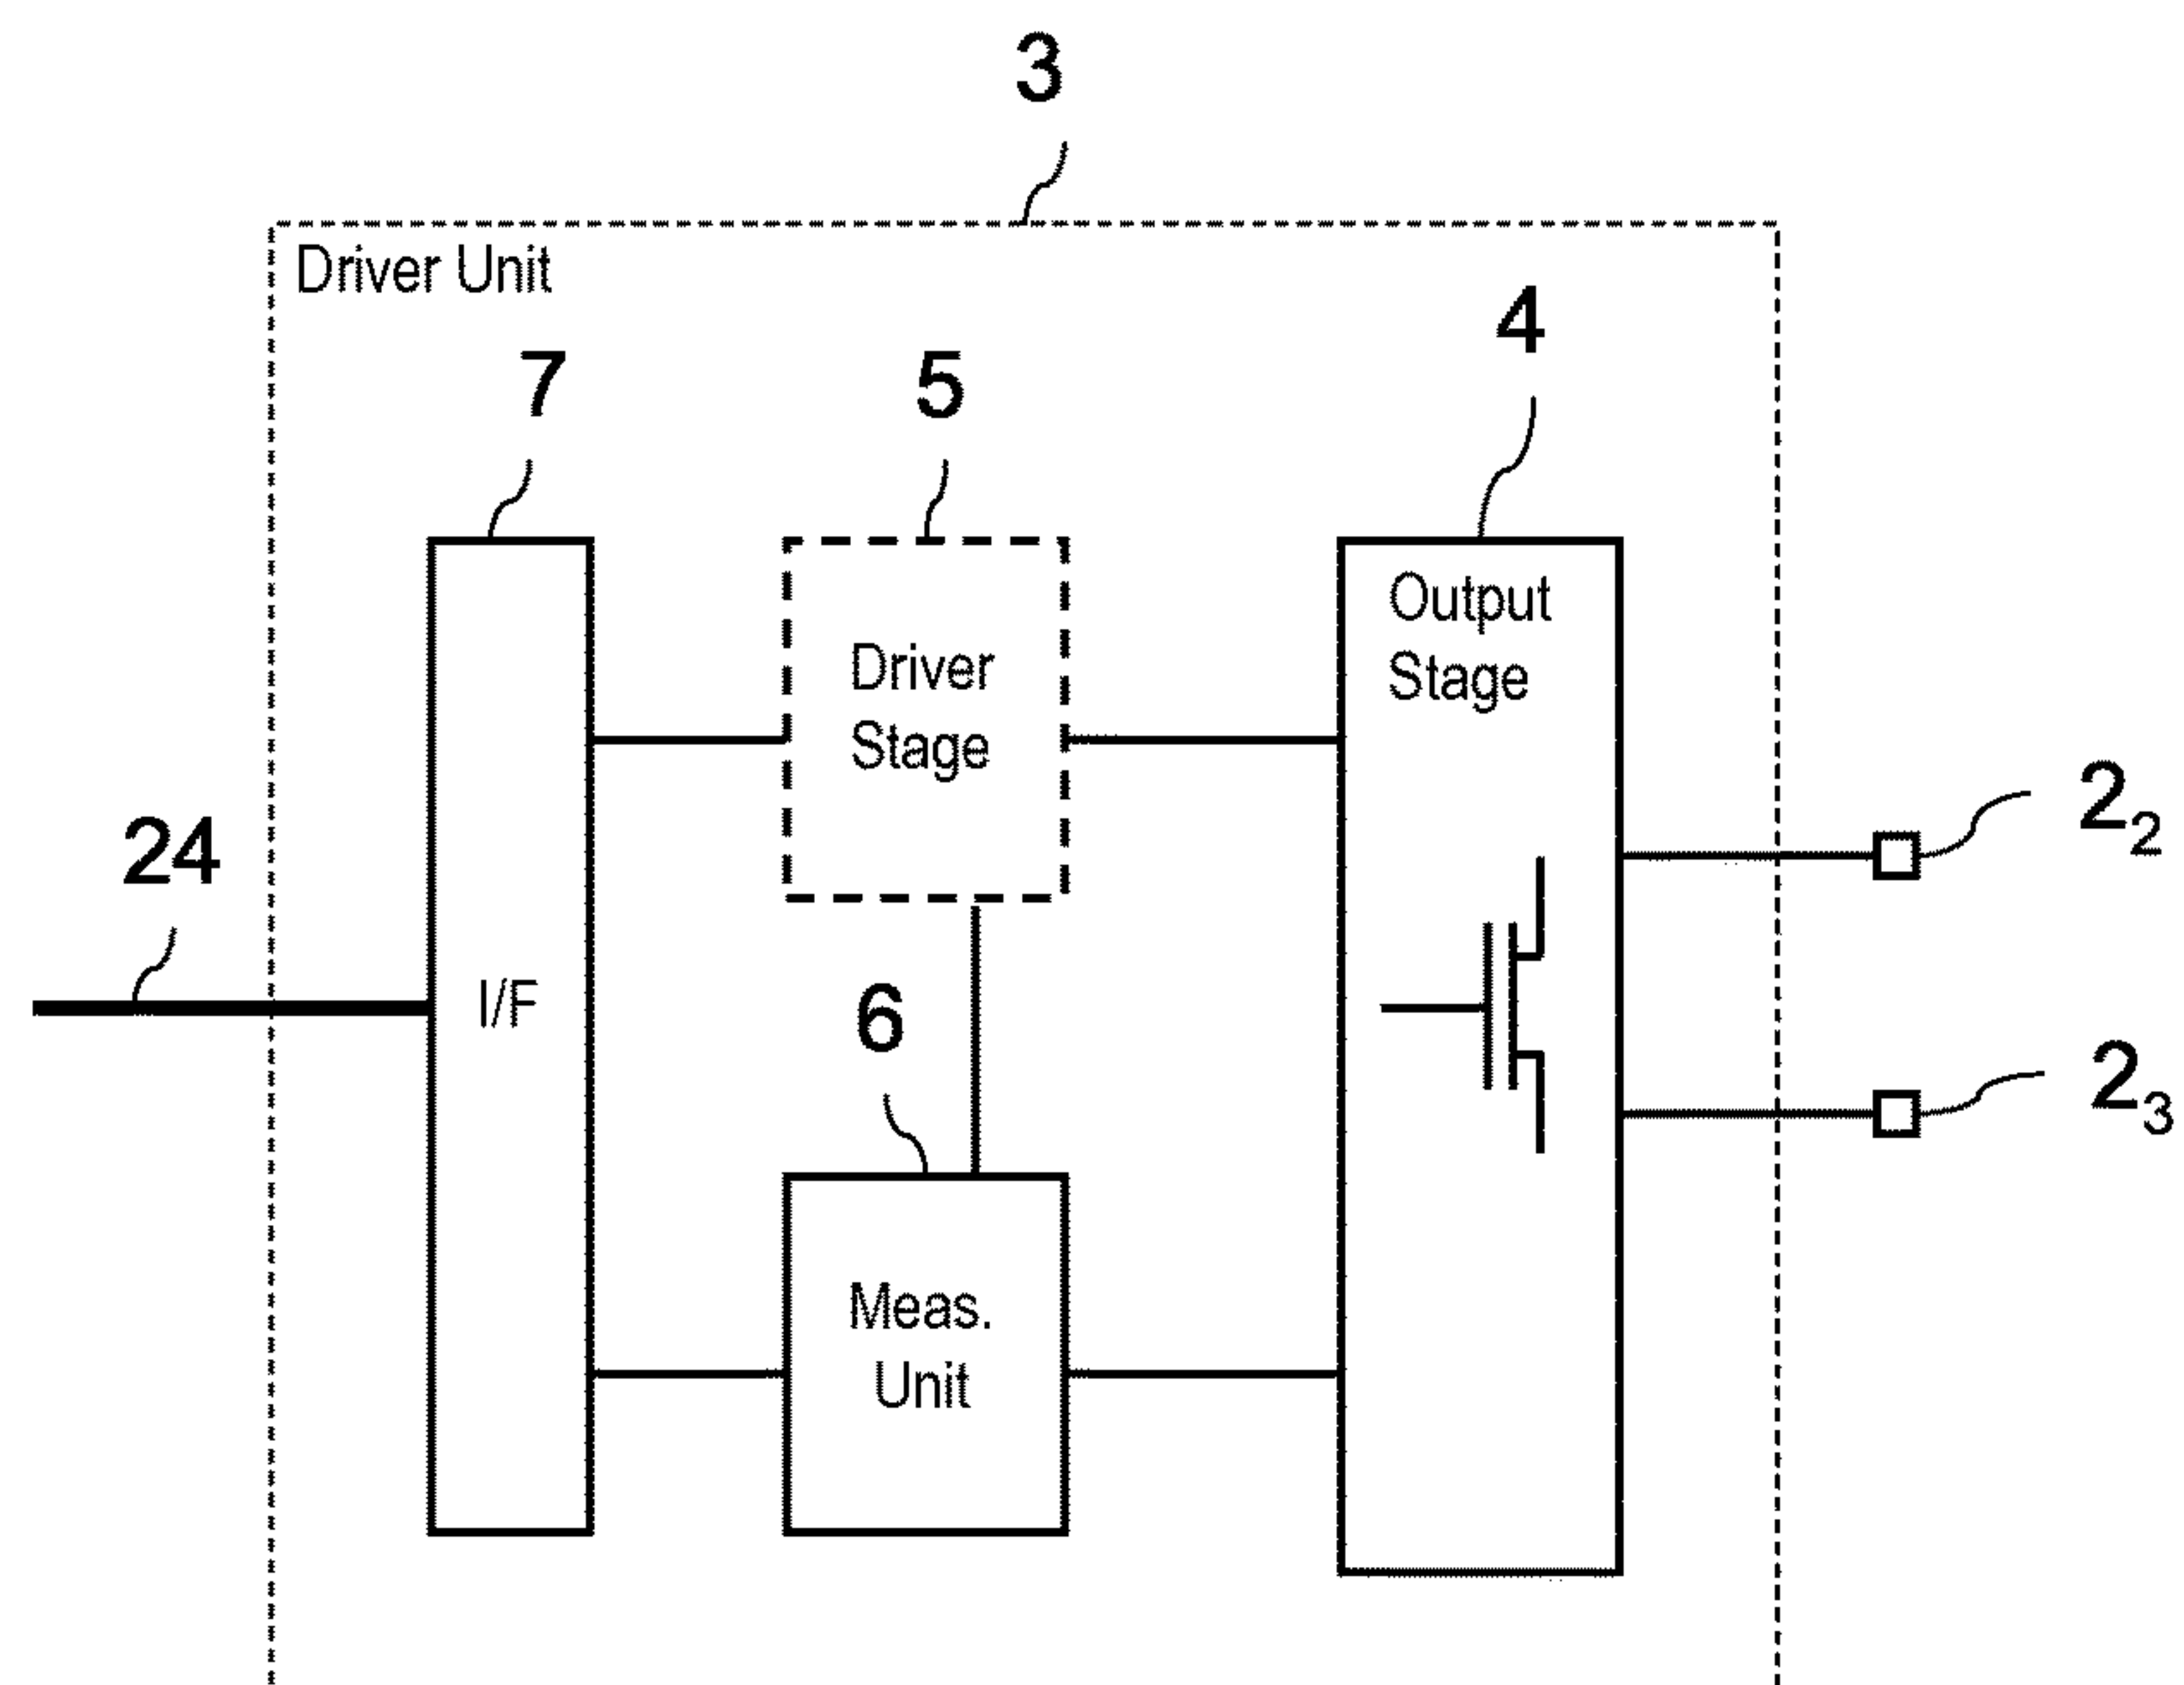 3
Driver Unit
4
7
5
Output
Stage
Driver
Stage
2₂
24
I/F
6
2₃
Meas.
Unit